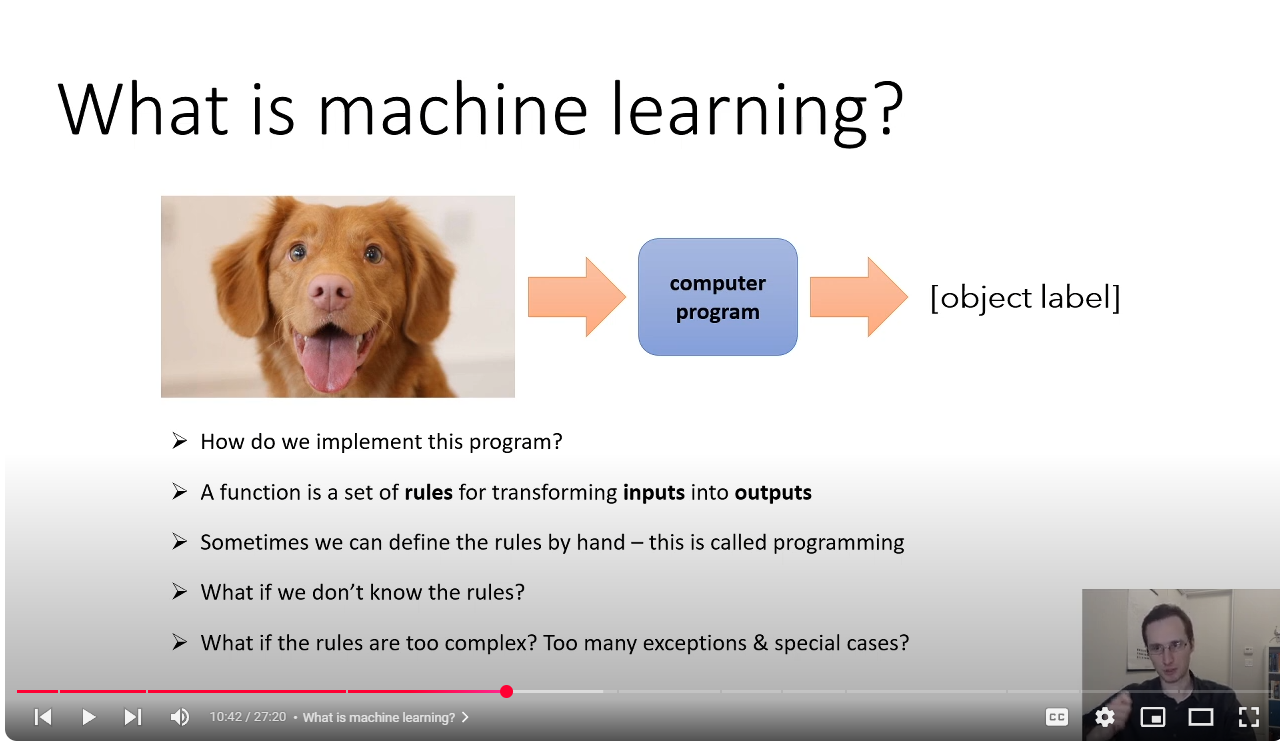 What is machine learning?
computer
program
[object label]
How do we implement this program?
A function is a set of rules for transforming inputs into outputs
Sometimes we can define the rules by hand – this is called programming
What if we don’t know the rules?
What if the rules are too complex? Too many exceptions & special cases?
10:42 / 27:20 • What is machine learning?
CC